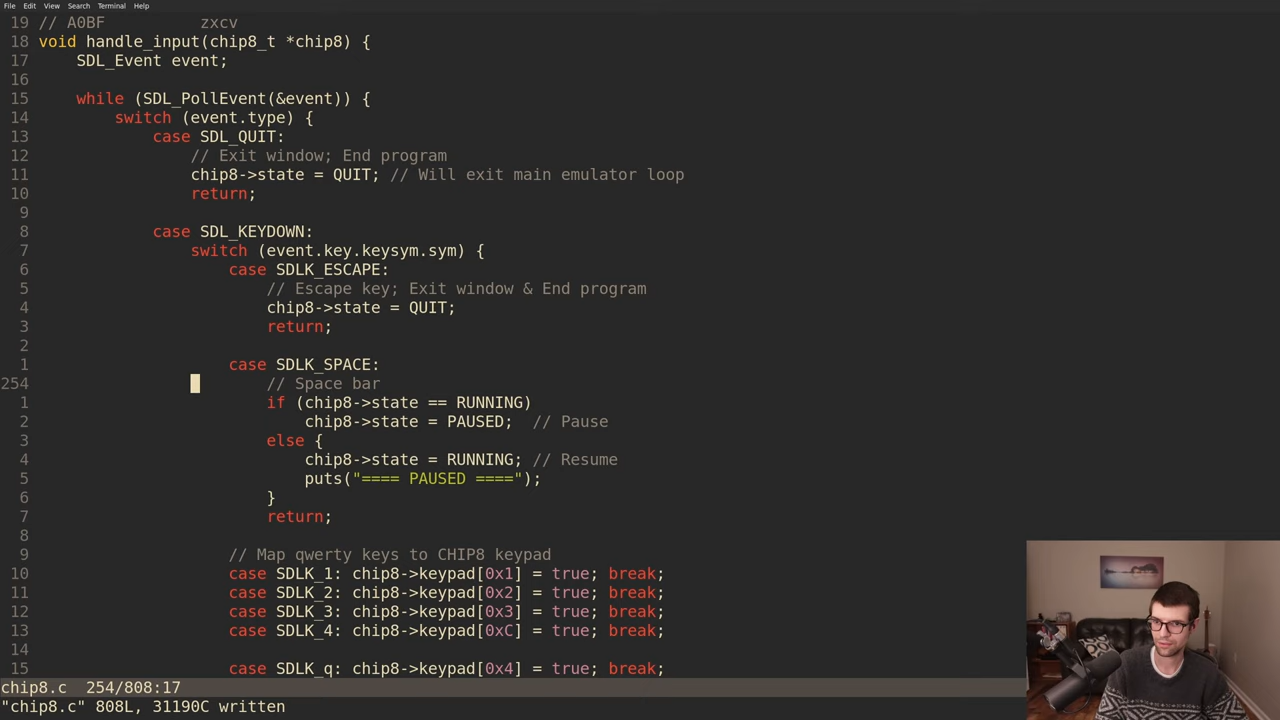 File Edit View Search Terminal Help
19 // A0BF zxcv
18 void handle_input(chip8_t *chip8) {
17 SDL_Event event;
16
15 while (SDL_PollEvent(&event)) {
14 switch (event.type) {
13 case SDL_QUIT:
12 // Exit window; End program
11 chip8->state = QUIT; // Will exit main emulator loop
10 return;
9
8 case SDL_KEYDOWN:
7 switch (event.key.keysym.sym) {
6 case SDLK_ESCAPE:
5 // Escape key; Exit window & End program
4 chip8->state = QUIT;
3 return;
2
1 case SDLK_SPACE:
254 // Space bar
1 if (chip8->state == RUNNING)
2 chip8->state = PAUSED; // Pause
3 else {
4 chip8->state = RUNNING; // Resume
5 puts("==== PAUSED ====");
6 }
7 return;
8
9 // Map qwerty keys to CHIP8 keypad
10 case SDLK_1: chip8->keypad[0x1] = true; break;
11 case SDLK_2: chip8->keypad[0x2] = true; break;
12 case SDLK_3: chip8->keypad[0x3] = true; break;
13 case SDLK_4: chip8->keypad[0xC] = true; break;
14
15 case SDLK_q: chip8->keypad[0x4] = true; break;
chip8.c 254/808:17
"chip8.c" 808L, 31190C written